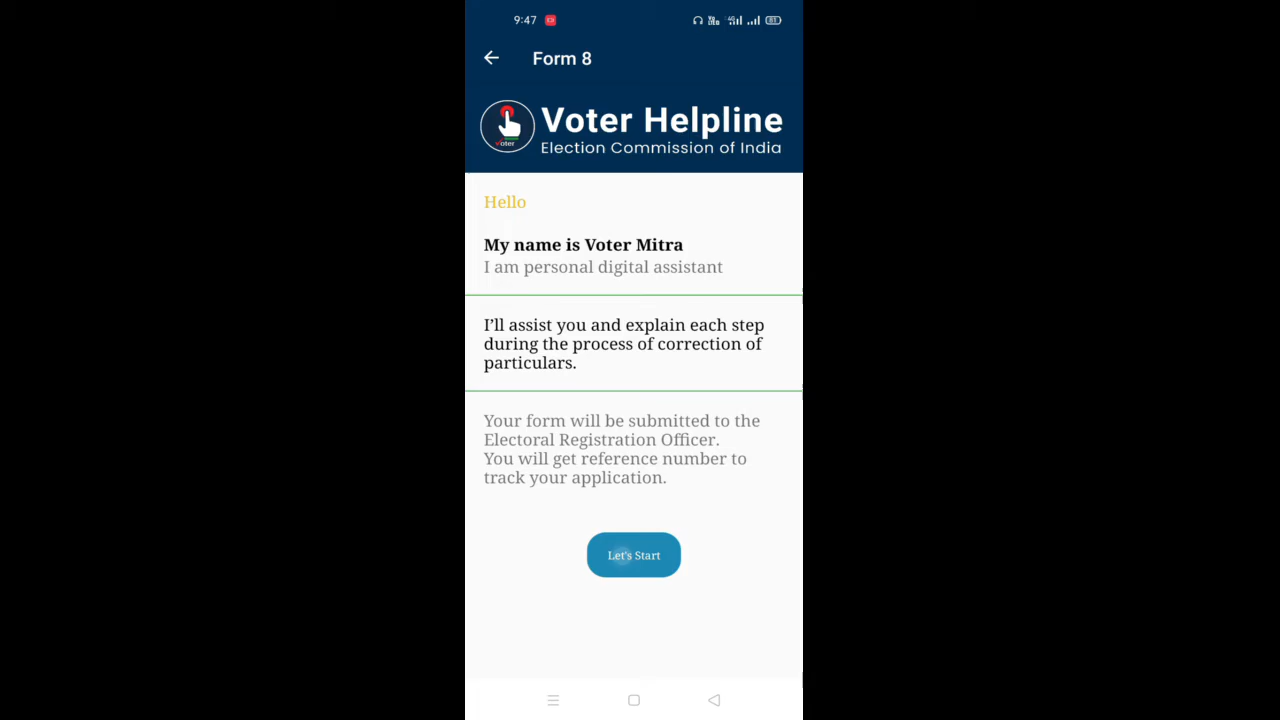 9:47
Form 8
Voter Helpline
Election Commission of India
Hello
My name is Voter Mitra
I am personal digital assistant
I'll assist you and explain each step
during the process of correction of
particulars.
Your form will be submitted to the
Electoral Registration Officer.
You will get reference number to
track your application.
Let's Start